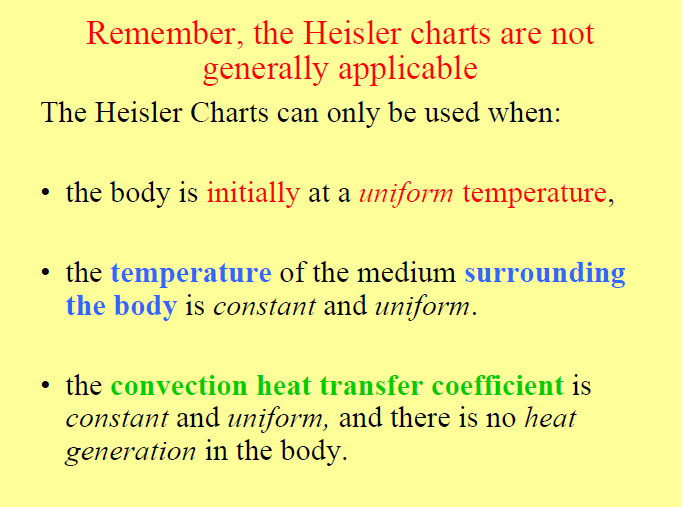 Remember, the Heisler charts are not
generally applicable
The Heisler Charts can only be used when:
• the body is initially at a uniform temperature,
• the temperature of the medium surrounding
the body is constant and uniform.
• the convection heat transfer coefficient is
constant and uniform, and there is no heat
generation in the body.